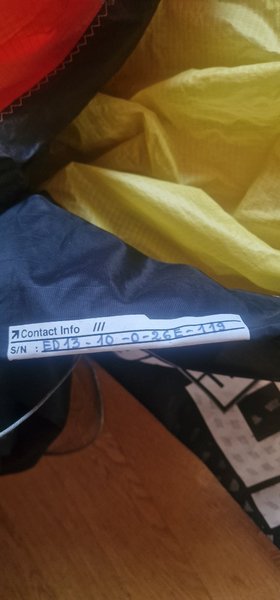 Contact Info ///
S/N : ED13-10-0-26E-119